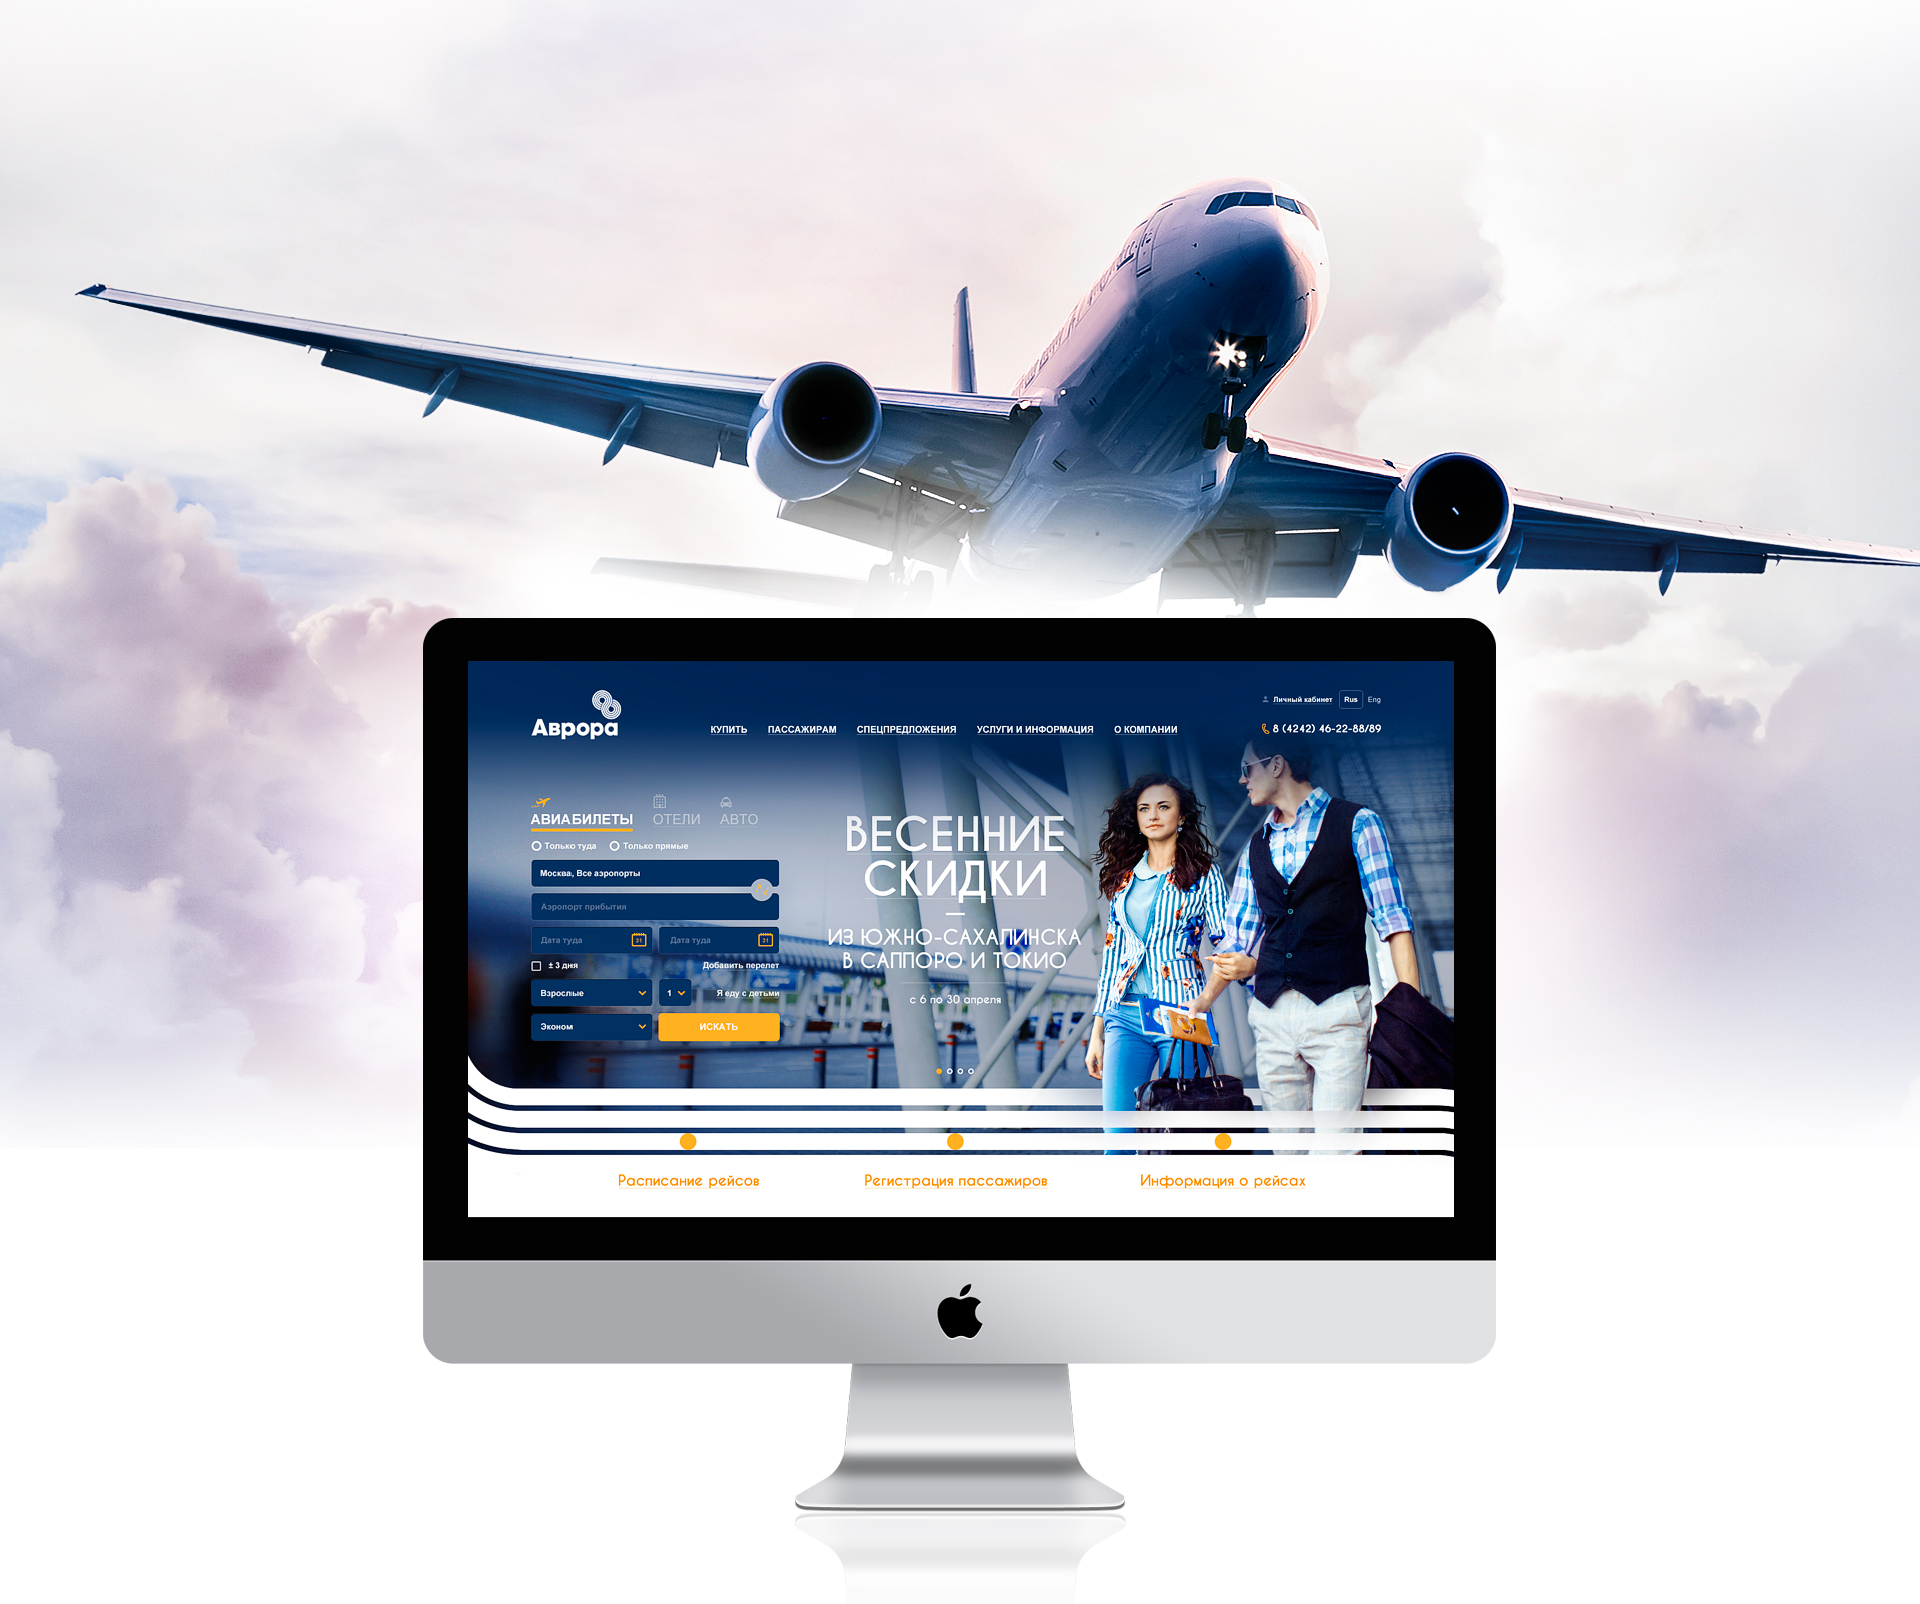 Личный кабинет Rus Eng
Аврора
КУПИТЬ ПАССАЖИРАМ СПЕЦПРЕДЛОЖЕНИЯ УСЛУГИ И ИНФОРМАЦИЯ О КОМПАНИИ 8 (4242) 46-22-88/89
АВИАБИЛЕТЫ ОТЕЛИ АВТО
Только туда Только прямые
Москва, Все аэропорты
Аэропорт прибытия
Дата туда 31 Дата туда 31
± 3 дня Добавить перелет
Взрослые 1 Я еду с детьми
Эконом ИСКАТЬ
ВЕСЕННИЕ
СКИДКИ
–
ИЗ ЮЖНО-САХАЛИНСКА
В САППОРО И ТОКИО
с 6 по 30 апреля
Расписание рейсов Регистрация пассажиров Информация о рейсах